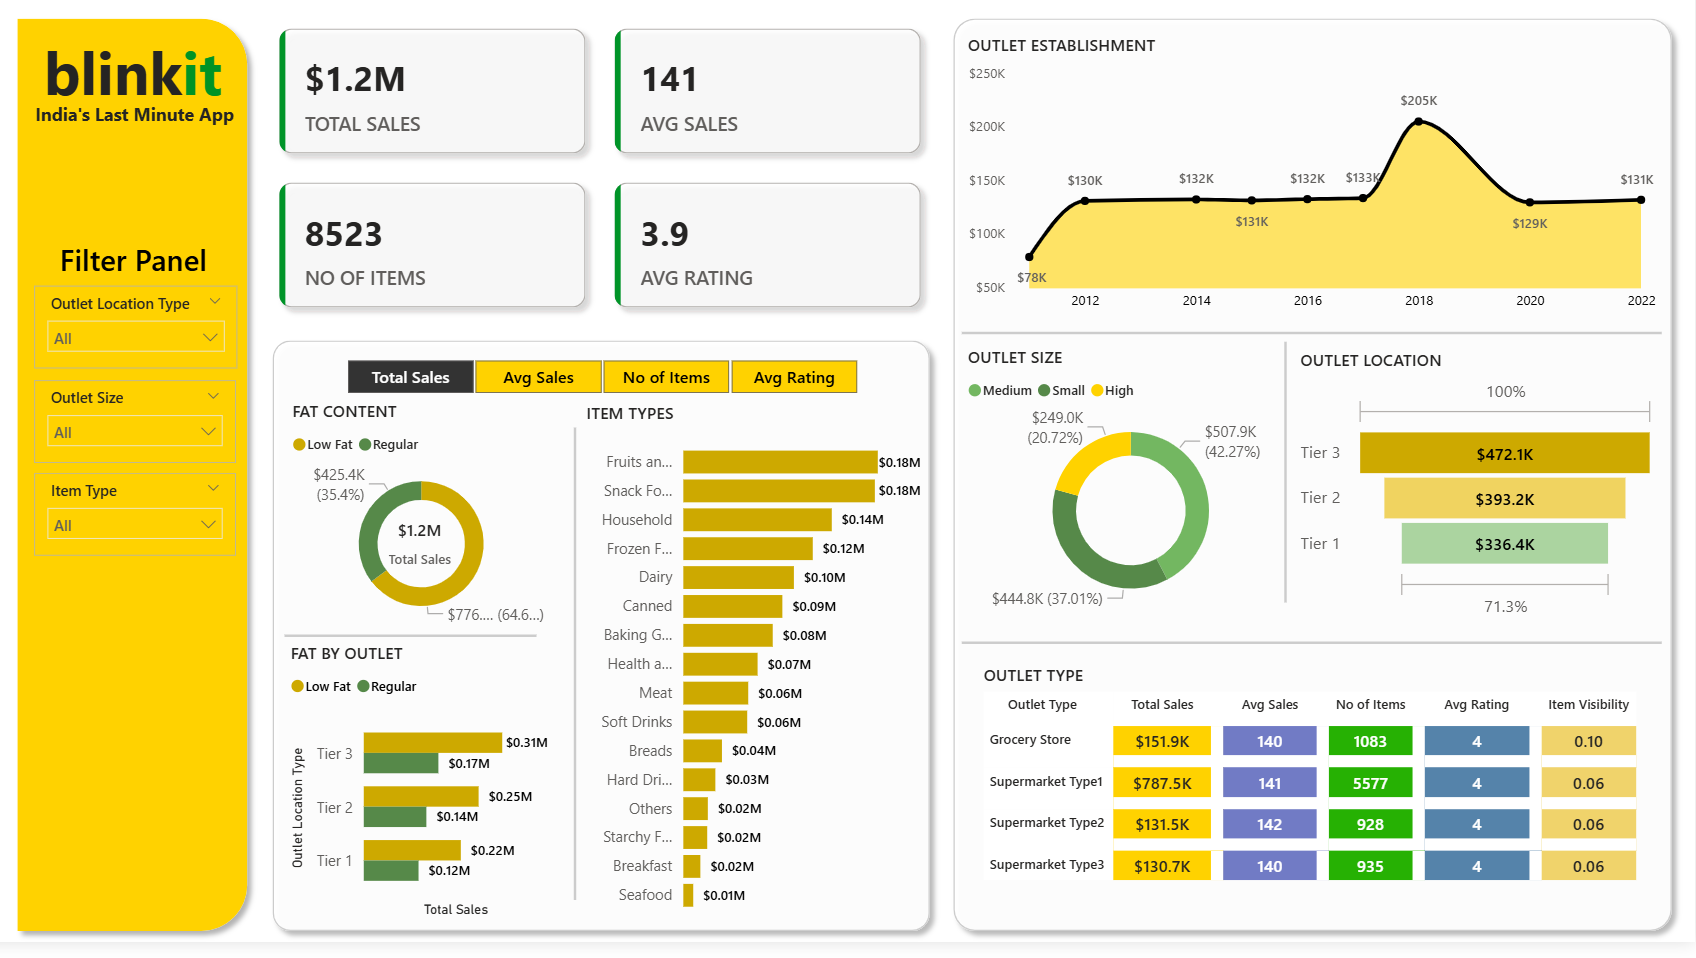 blinkit
India's Last Minute App
Filter Panel
Outlet Location Type
All
Outlet Size
All
Item Type
All
$1.2M
TOTAL SALES
141
AVG SALES
8523
NO OF ITEMS
3.9
AVG RATING
Total Sales
Avg Sales
No of Items
Avg Rating
FAT CONTENT
Low Fat Regular
$425.4K
(35.4%)
$1.2M
Total Sales
$776.... (64.6...)
FAT BY OUTLET
Low Fat Regular
Outlet Location Type
Tier 3
$0.31M
$0.17M
Tier 2
$0.25M
$0.14M
Tier 1
$0.22M
$0.12M
Total Sales
ITEM TYPES
Fruits an... $0.18M
Snack Fo... $0.18M
Household $0.14M
Frozen F... $0.12M
Dairy $0.10M
Canned $0.09M
Baking G... $0.08M
Health a... $0.07M
Meat $0.06M
Soft Drinks $0.06M
Breads $0.04M
Hard Dri... $0.03M
Others $0.02M
Starchy F... $0.02M
Breakfast $0.02M
Seafood $0.01M
OUTLET ESTABLISHMENT
$250K
$200K
$150K
$100K
$50K
$78K
$130K
$132K
$131K
$132K
$133K
$205K
$129K
$131K
2012 2014 2016 2018 2020 2022
OUTLET SIZE
Medium Small High
$249.0K
(20.72%)
$507.9K
(42.27%)
$444.8K (37.01%)
OUTLET LOCATION
100%
Tier 3 $472.1K
Tier 2 $393.2K
Tier 1 $336.4K
71.3%
OUTLET TYPE
Outlet Type Total Sales Avg Sales No of Items Avg Rating Item Visibility
Grocery Store $151.9K 140 1083 4 0.10
Supermarket Type1 $787.5K 141 5577 4 0.06
Supermarket Type2 $131.5K 142 928 4 0.06
Supermarket Type3 $130.7K 140 935 4 0.06